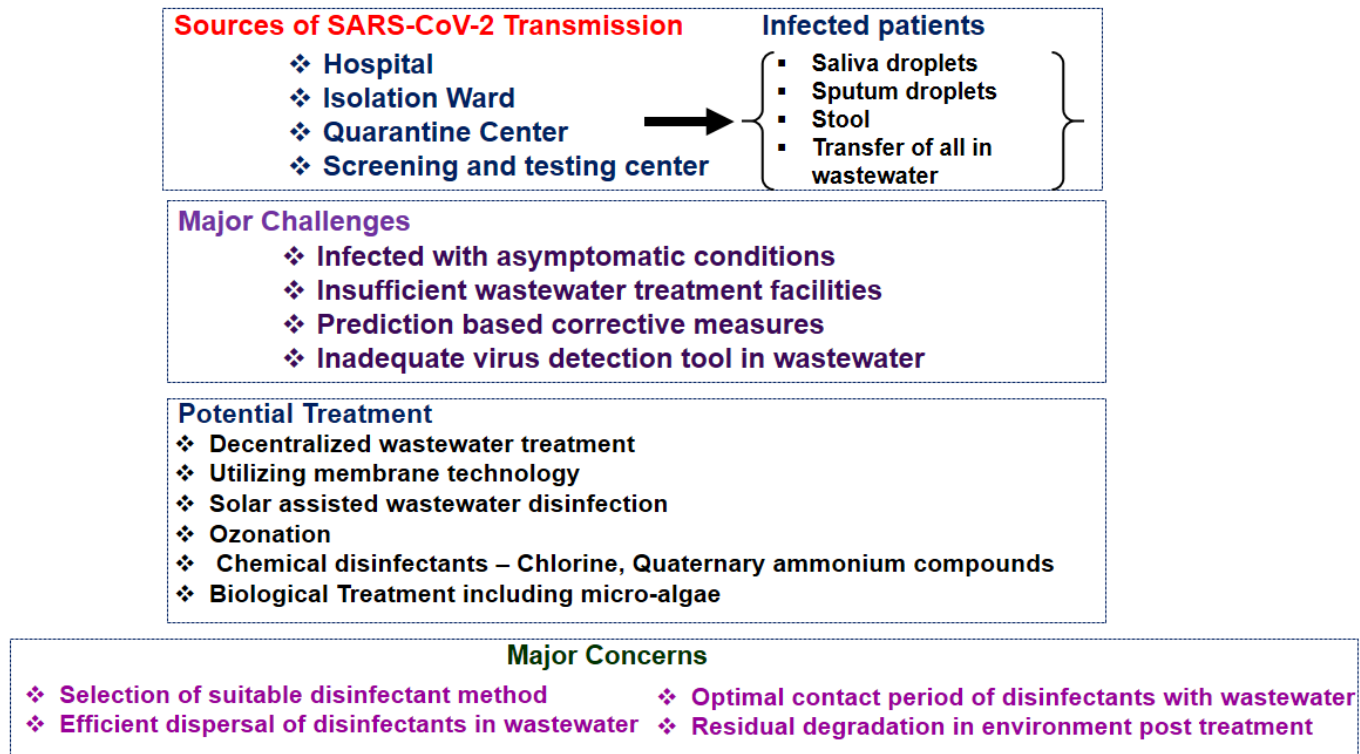 Sources of SARS-CoV-2 Transmission
❖ Hospital
❖ Isolation Ward
❖ Quarantine Center
❖ Screening and testing center
Infected patients
▪ Saliva droplets
▪ Sputum droplets
▪ Stool
▪ Transfer of all in
wastewater
Major Challenges
❖ Infected with asymptomatic conditions
❖ Insufficient wastewater treatment facilities
❖ Prediction based corrective measures
❖ Inadequate virus detection tool in wastewater
Potential Treatment
❖ Decentralized wastewater treatment
❖ Utilizing membrane technology
❖ Solar assisted wastewater disinfection
❖ Ozonation
❖ Chemical disinfectants – Chlorine, Quaternary ammonium compounds
❖ Biological Treatment including micro-algae
Major Concerns
❖ Selection of suitable disinfectant method
❖ Efficient dispersal of disinfectants in wastewater
❖ Optimal contact period of disinfectants with wastewater
❖ Residual degradation in environment post treatment